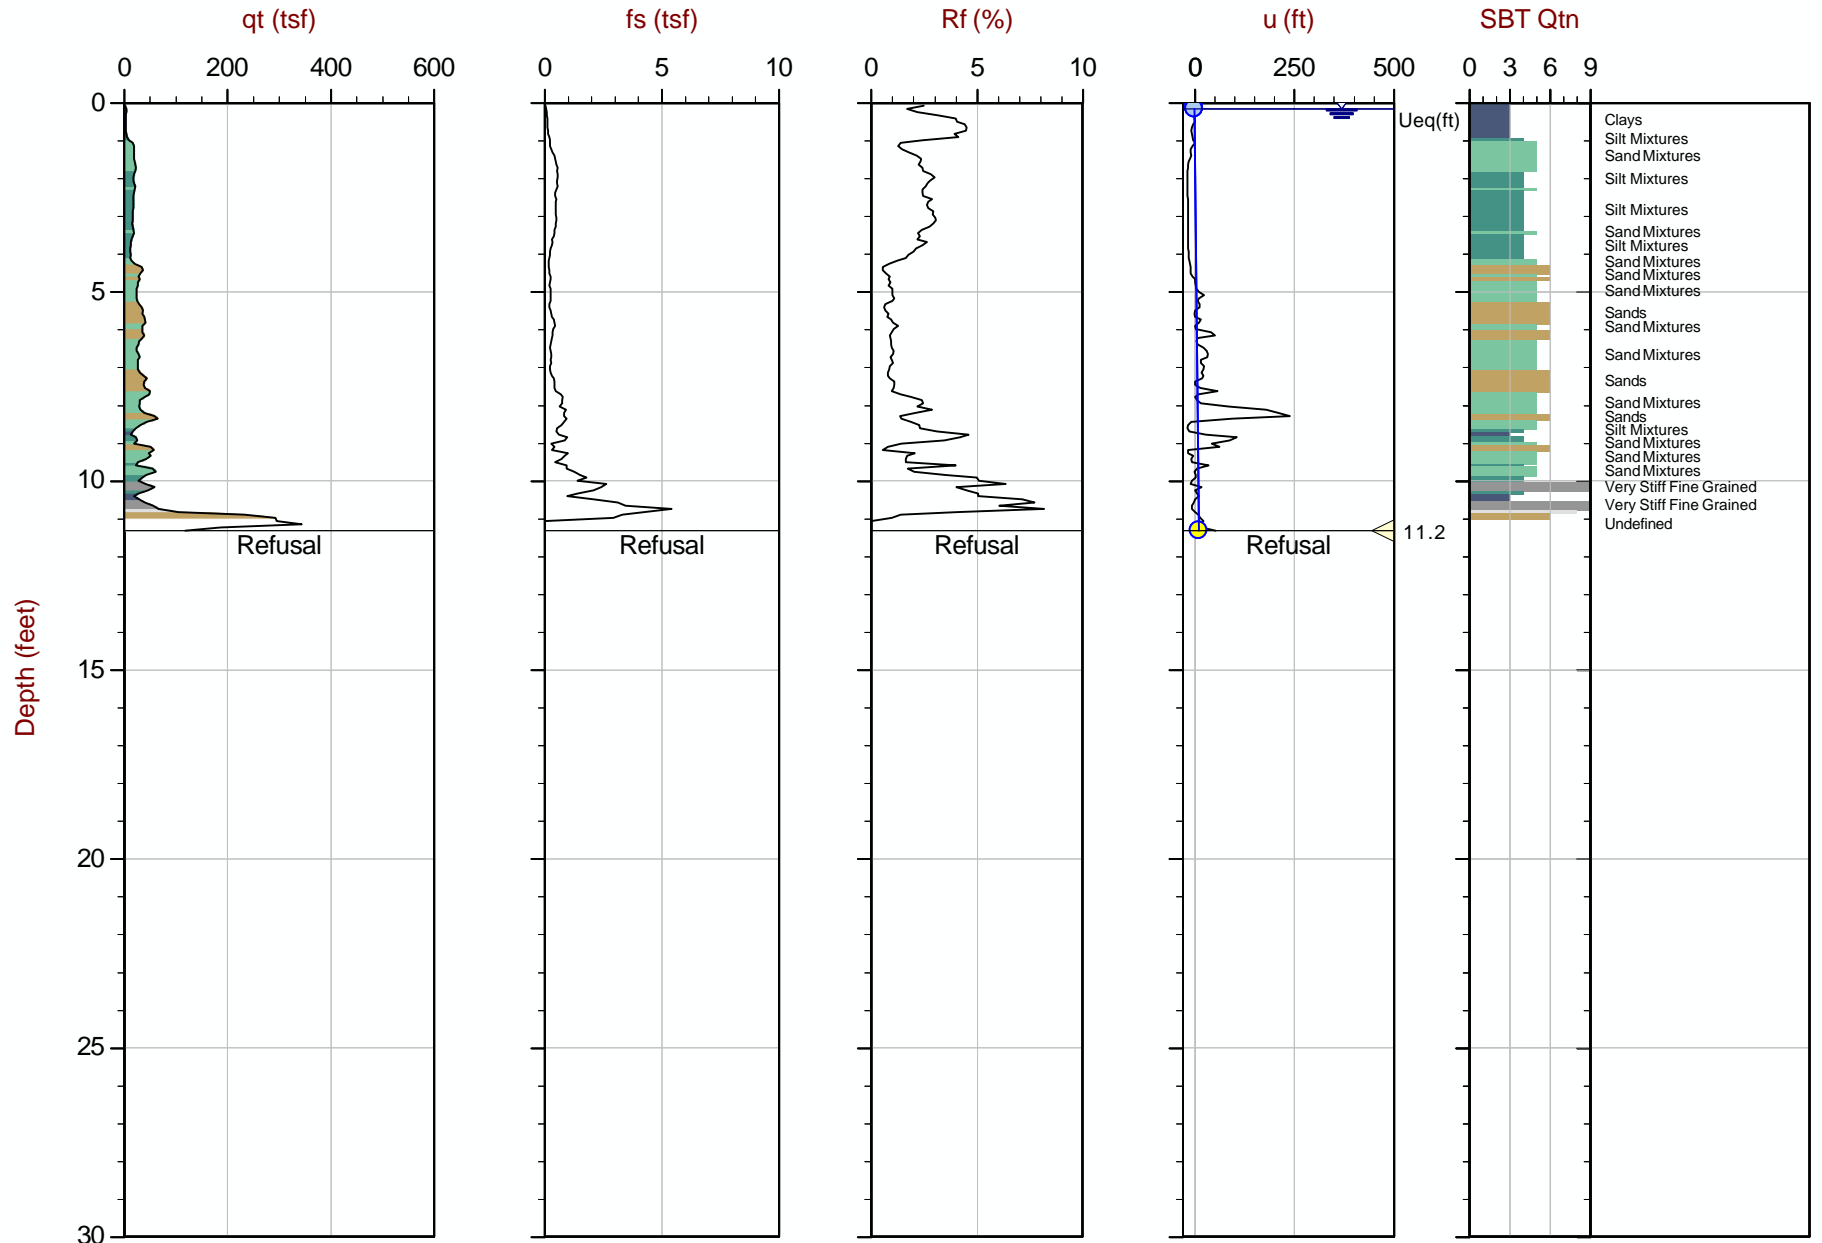 qt (tsf) fs (tsf) Rf (%) u (ft) SBT Qtn
0 200 400 600 0 5 10 0 5 10 0 250 500 0 3 6 9
0
Ueq(ft)
Clays
Silt Mixtures
Sand Mixtures
Silt Mixtures
Silt Mixtures
Sand Mixtures
Silt Mixtures
Sand Mixtures
Sand Mixtures
5
Sand Mixtures
Sands
Sand Mixtures
Sand Mixtures
Sands
Sand Mixtures
Sands
Silt Mixtures
Sand Mixtures
Sand Mixtures
Sand Mixtures
10
Very Stiff Fine Grained
Very Stiff Fine Grained
Undefined
11.2
Refusal Refusal Refusal Refusal
Depth (feet)
15
20
25
30